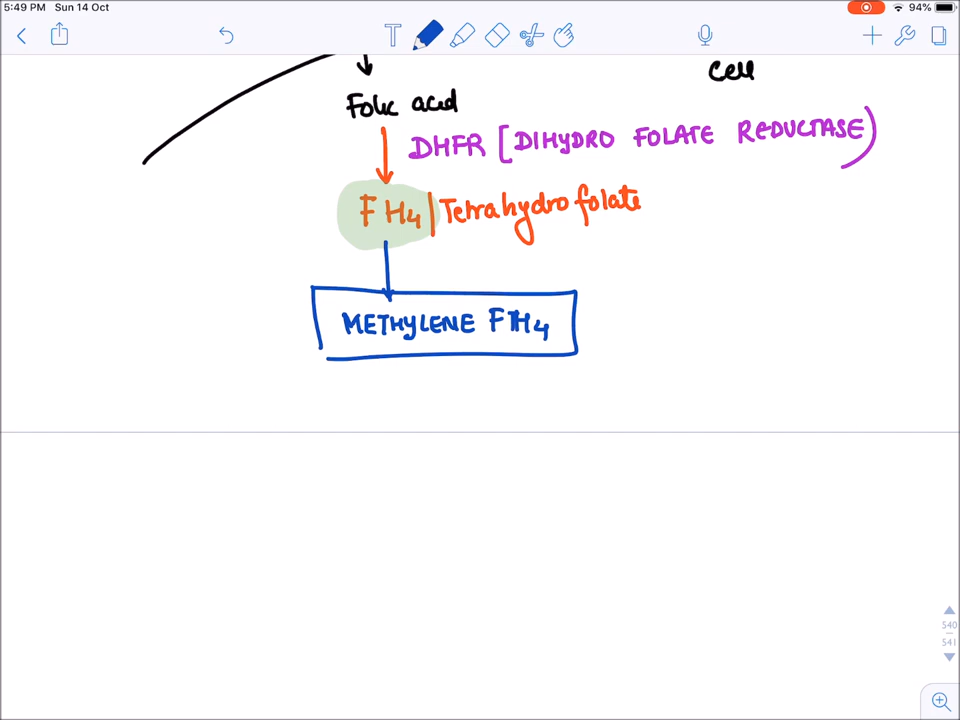 5:49 PM Sun 14 Oct
94%
T
Cell
Folic acid
DHFR [DIHYDRO FOLATE REDUCTASE)
FH4 | Tetrahydrofolate
METHYLENE FH4
540
541